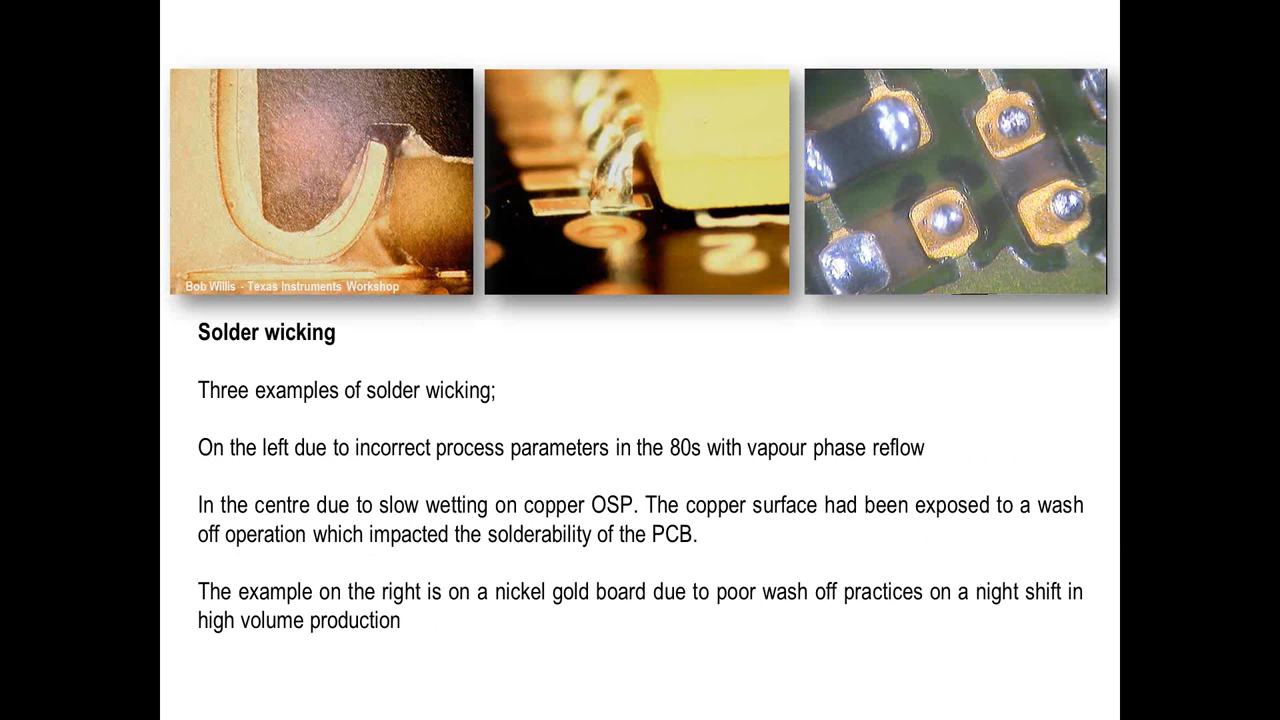 Bob Willis - Texas Instruments Workshop
2
Solder wicking
Three examples of solder wicking;
On the left due to incorrect process parameters in the 80s with vapour phase reflow
In the centre due to slow wetting on copper OSP. The copper surface had been exposed to a wash
off operation which impacted the solderability of the PCB.
The example on the right is on a nickel gold board due to poor wash off practices on a night shift in
high volume production